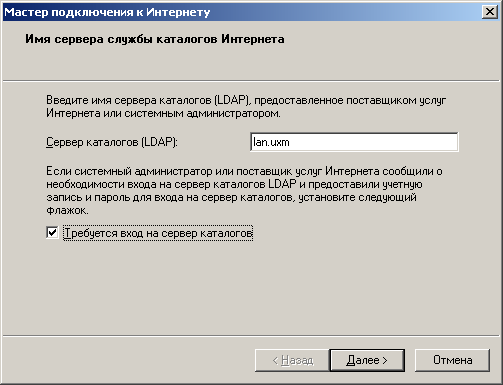 Мастер подключения к Интернету
Имя сервера службы каталогов Интернета
Введите имя сервера каталогов (LDAP), предоставленное поставщиком услуг
Интернета или системным администратором.
Сервер каталогов (LDAP):
lan.uxm
Если системный администратор или поставщик услуг Интернета сообщили о
необходимости входа на сервер каталогов LDAP и предоставили учетную
запись и пароль для входа на сервер каталогов, установите следующий
флажок.
Требуется вход на сервер каталогов
< Назад
Далее >
Отмена